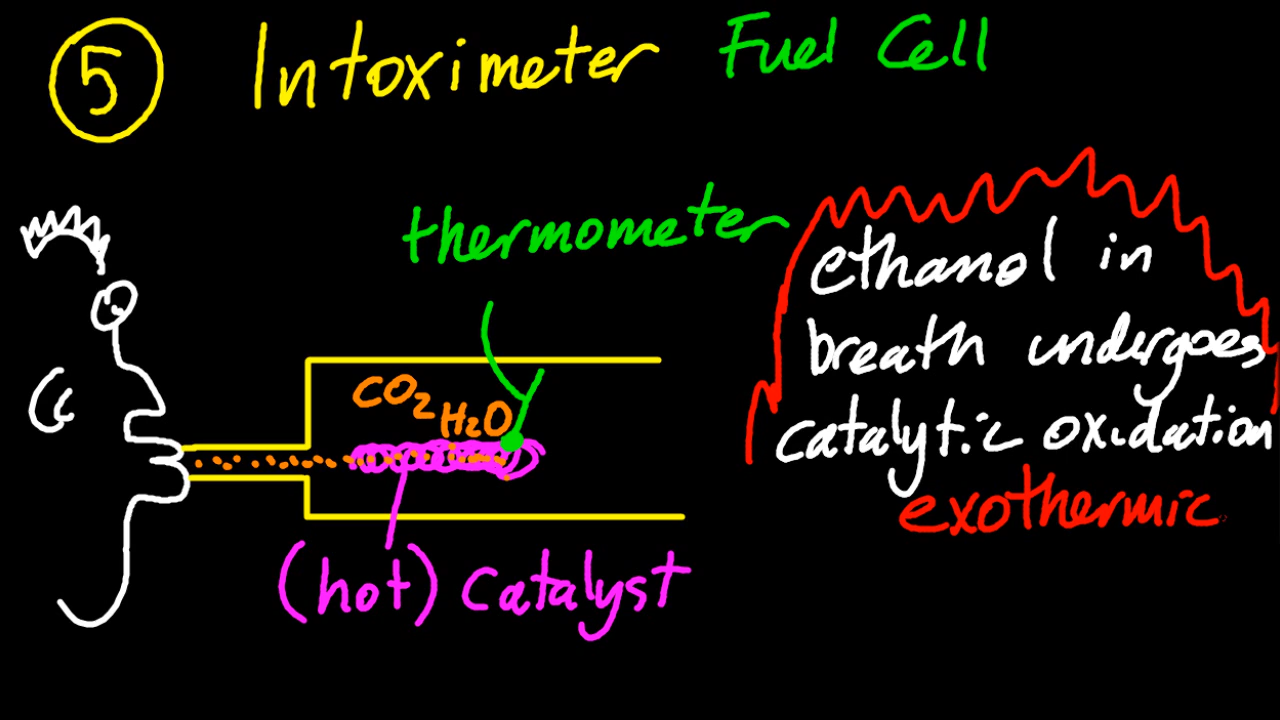 5 Intoximeter Fuel Cell
thermometer
ethanol in
breath undergoes
catalytic oxidation
exothermic
CO2
H2O
(hot) catalyst